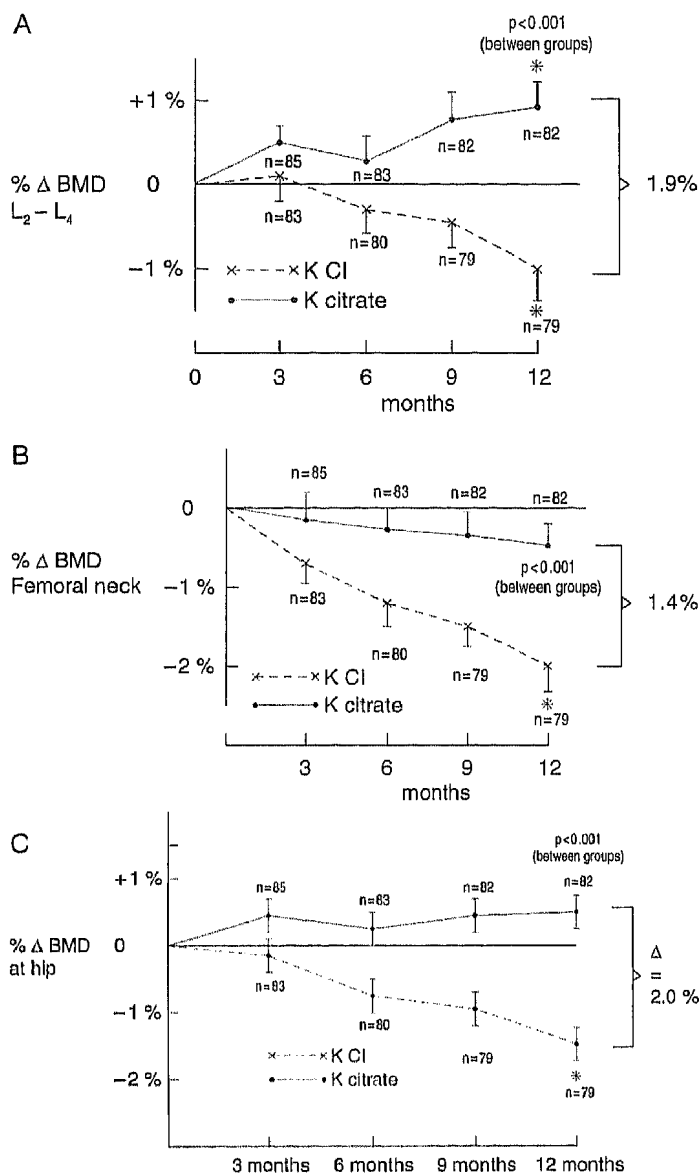 A
p<0.001
(between groups)
*
+1 %
n=82
n=82
n=85
n=83
% Δ BMD
L2 – L4
0
1.9%
n=83
n=80
n=79
–1 %
K Cl
K citrate
*
n=79
0
3
6
9
12
months
B
n=85
n=83
n=82
n=82
0
% Δ BMD
Femoral neck
p<0.001
(between groups)
–1 %
n=83
1.4%
n=80
n=79
–2 %
K Cl
K citrate
*
n=79
3
6
9
12
months
C
p<0.001
(between groups)
+1 %
n=85
n=83
n=82
n=82
% Δ BMD
at hip
0
Δ
=
2.0 %
n=83
–1 %
n=80
n=79
K Cl
K citrate
–2 %
*
n=79
3 months
6 months
9 months
12 months